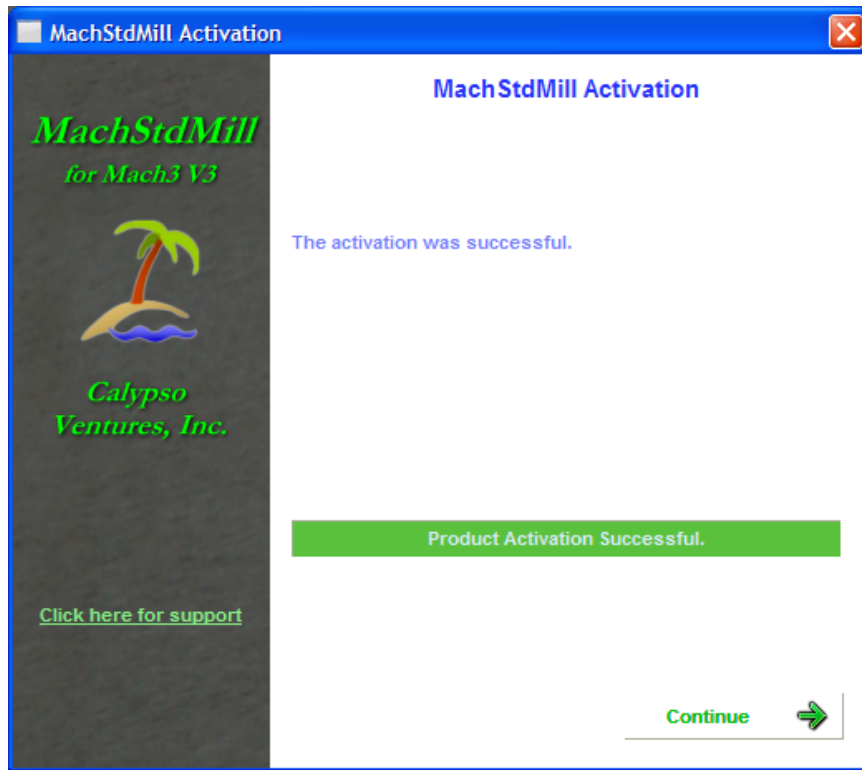 MachStdMill Activation
MachStdMill
for Mach3 V3
Calypso
Ventures, Inc.
Click here for support
MachStdMill Activation
The activation was successful.
Product Activation Successful.
Continue